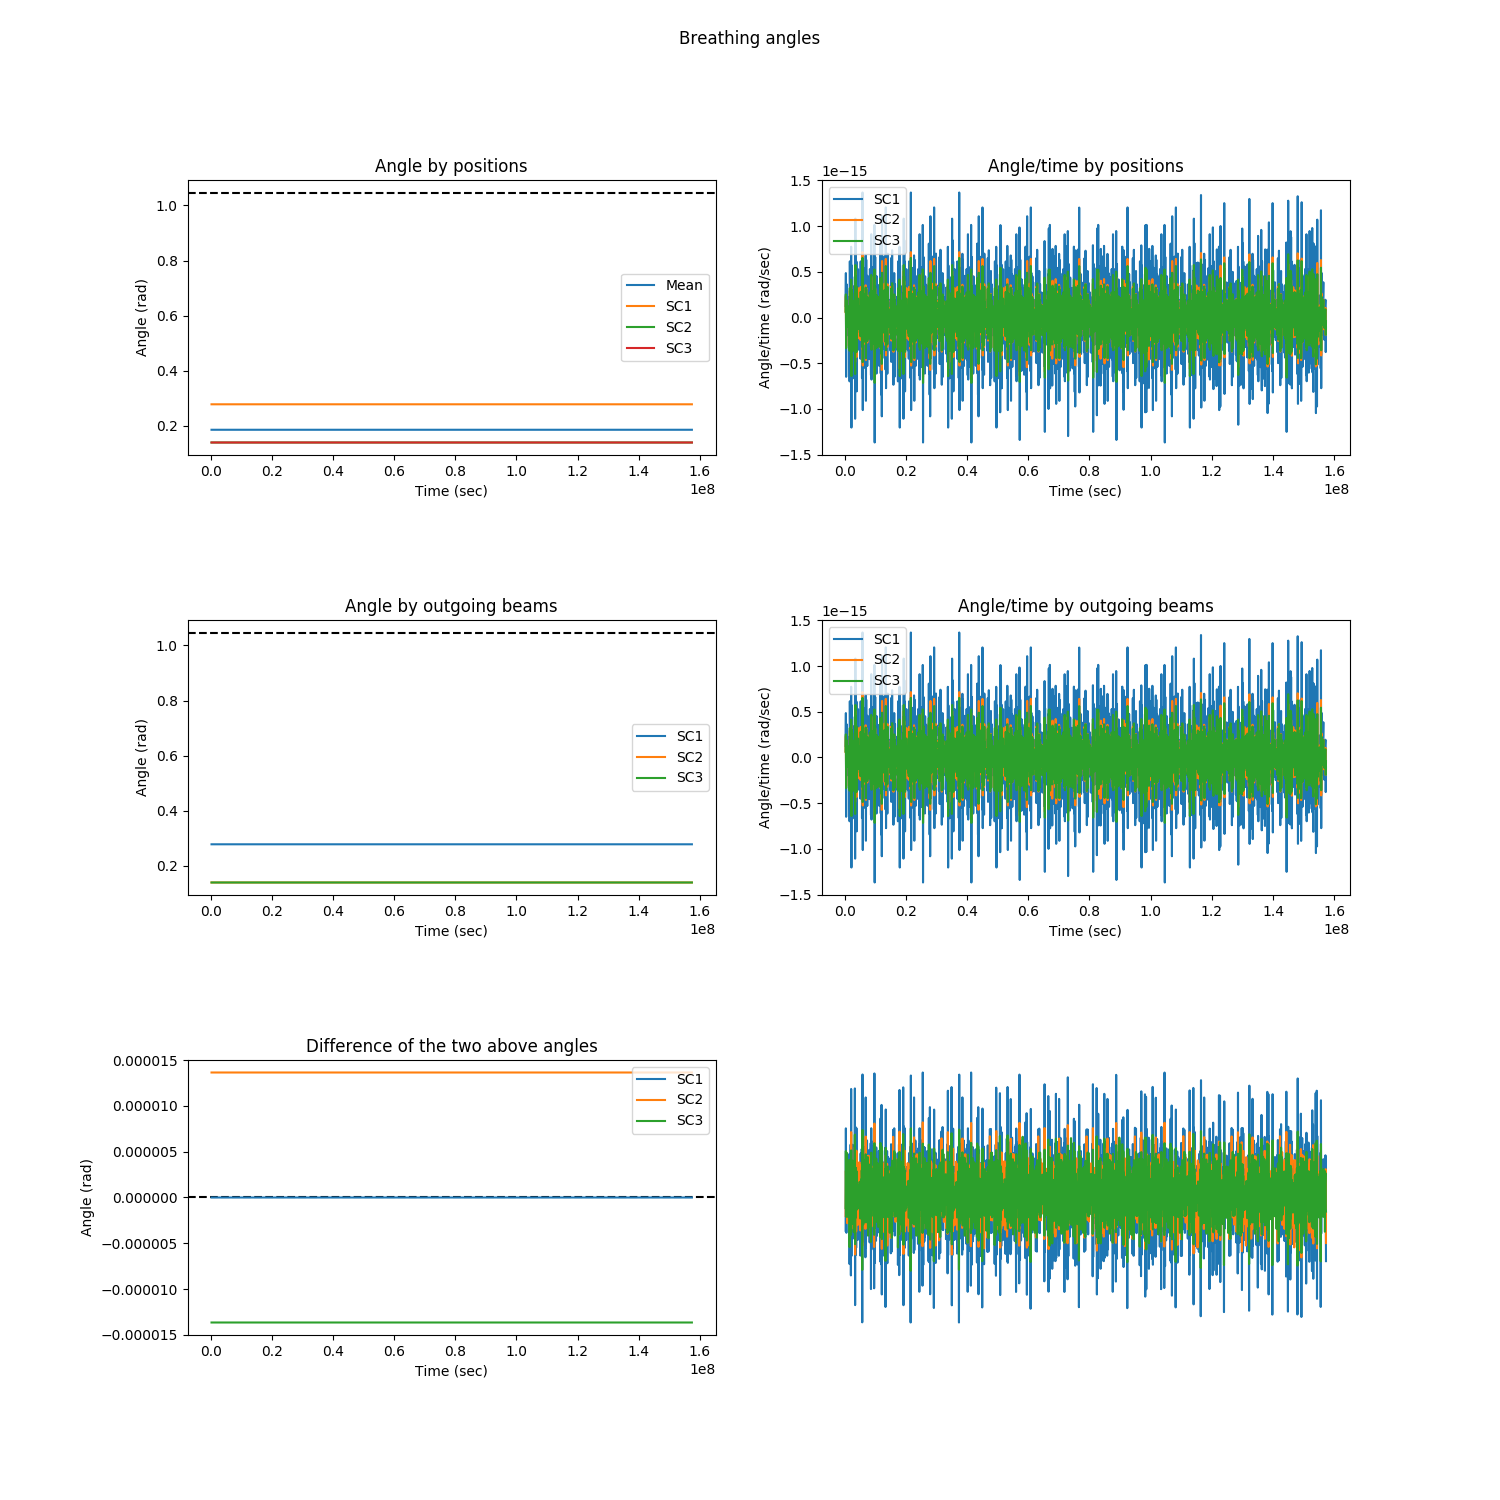 Breathing angles
Angle by positions
1.0
0.8
0.6
0.4
0.2
Angle (rad)
Mean
SC1
SC2
SC3
0.0 0.2 0.4 0.6 0.8 1.0 1.2 1.4 1.6
1e8
Time (sec)
Angle/time by positions
1e−15
1.5
1.0
0.5
0.0
−0.5
−1.0
−1.5
Angle/time (rad/sec)
SC1
SC2
SC3
0.0 0.2 0.4 0.6 0.8 1.0 1.2 1.4 1.6
1e8
Time (sec)
Angle by outgoing beams
1.0
0.8
0.6
0.4
0.2
Angle (rad)
SC1
SC2
SC3
0.0 0.2 0.4 0.6 0.8 1.0 1.2 1.4 1.6
1e8
Time (sec)
Angle/time by outgoing beams
1e−15
1.5
1.0
0.5
0.0
−0.5
−1.0
−1.5
Angle/time (rad/sec)
SC1
SC2
SC3
0.0 0.2 0.4 0.6 0.8 1.0 1.2 1.4 1.6
1e8
Time (sec)
Difference of the two above angles
0.000015
0.000010
0.000005
0.000000
−0.000005
−0.000010
−0.000015
Angle (rad)
SC1
SC2
SC3
0.0 0.2 0.4 0.6 0.8 1.0 1.2 1.4 1.6
1e8
Time (sec)